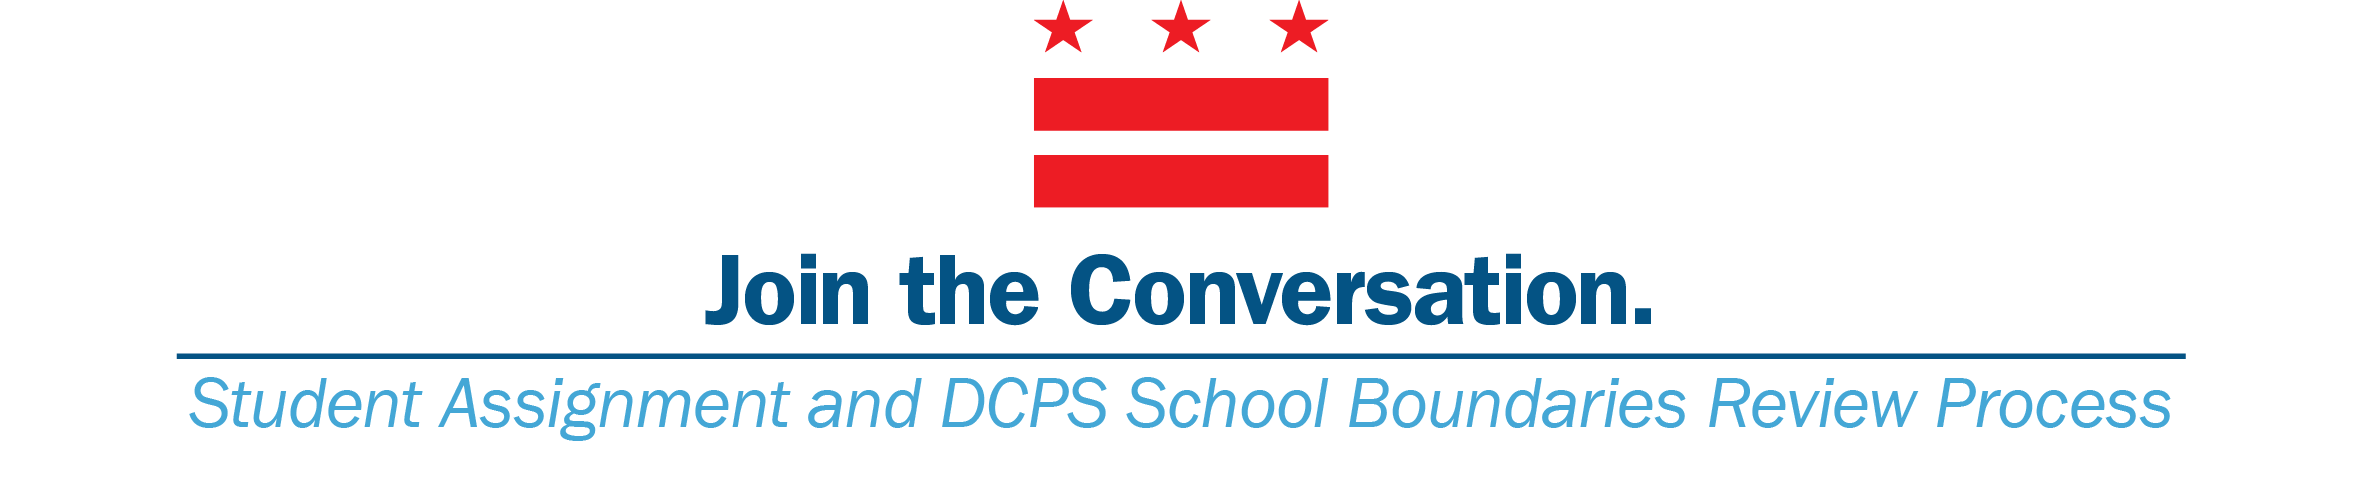 Join the Conversation.
Student Assignment and DCPS School Boundaries Review Process